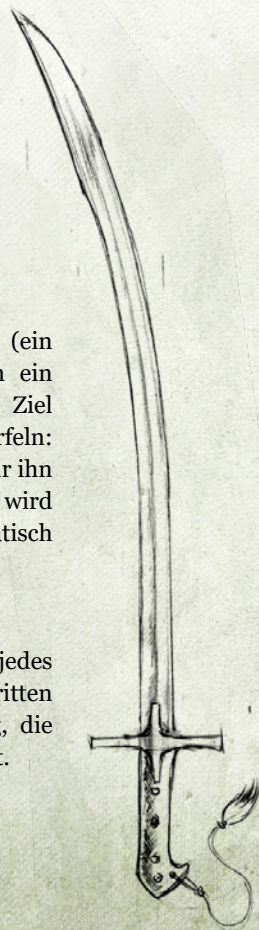 (ein
ein
Ziel
rfeln:
r ihn
wird
tisch
jedes
ritten
, die
t.